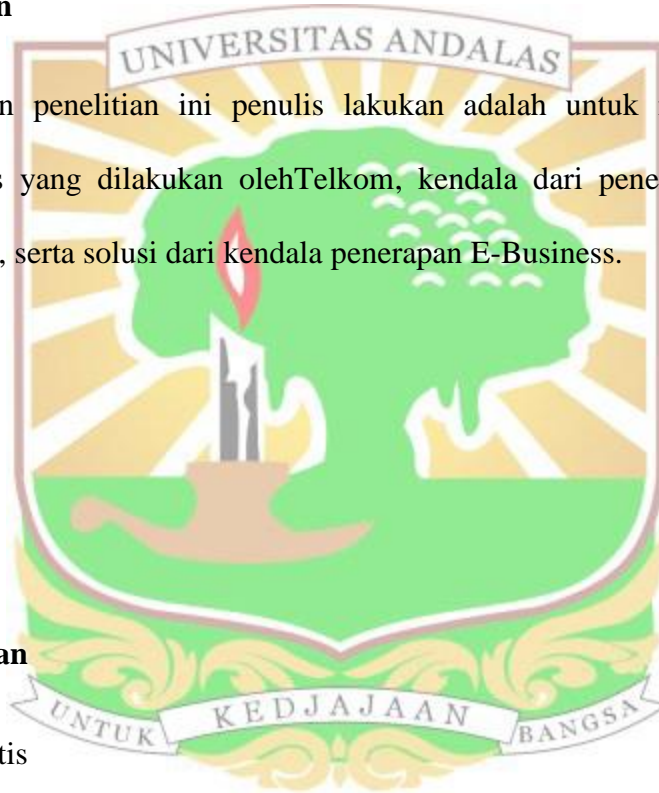 n
UNIVERSITAS ANDALAS
n penelitian ini penulis lakukan adalah untuk
s yang dilakukan olehTelkom, kendala dari pene
, serta solusi dari kendala penerapan E-Business.
an
UNTUK KEDJAJAAN BANGSA
tis